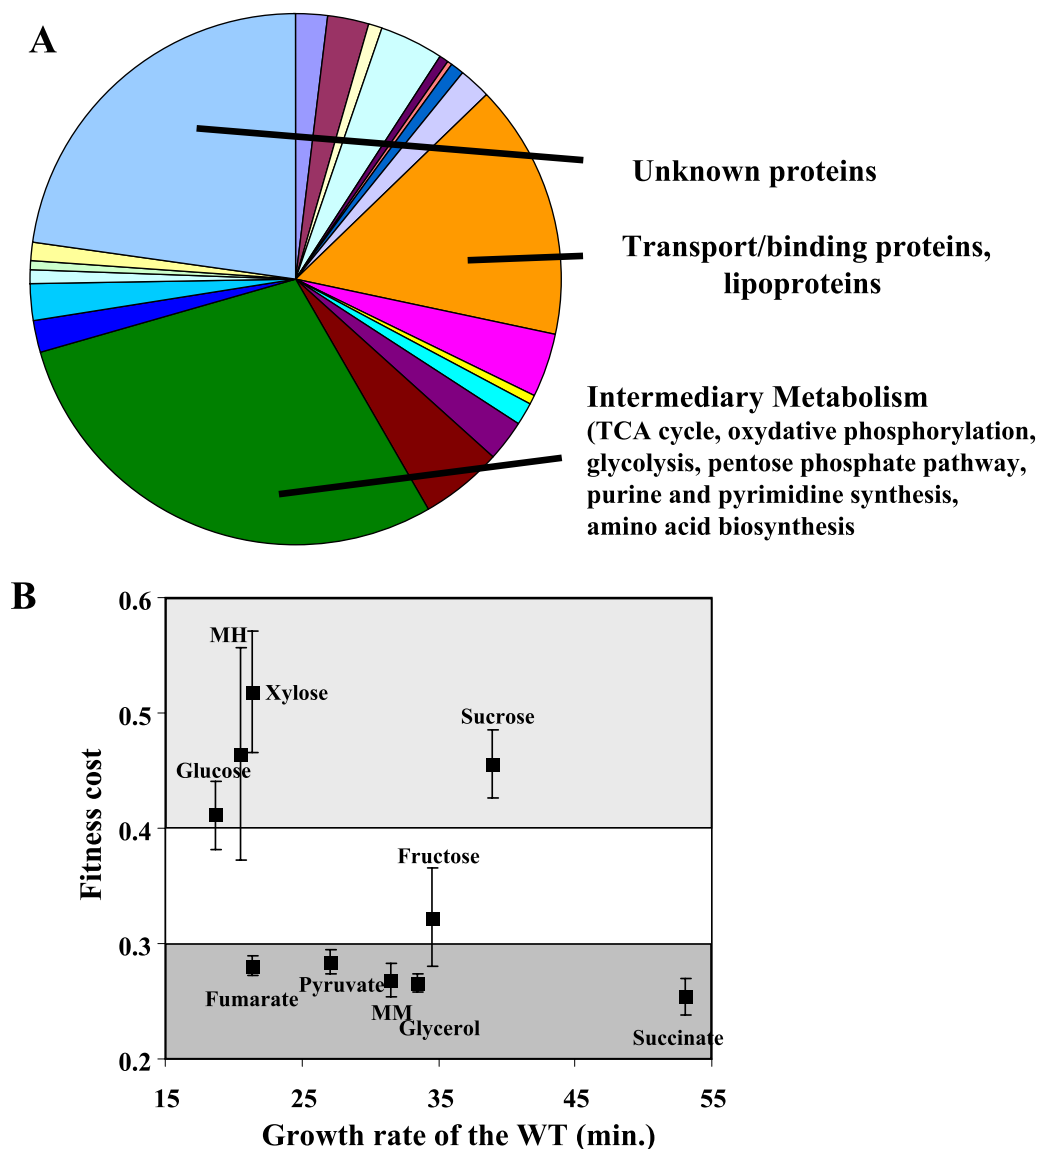 A
Unknown proteins
Transport/binding proteins,
lipoproteins
Intermediary Metabolism
(TCA cycle, oxydative phosphorylation,
glycolysis, pentose phosphate pathway,
purine and pyrimidine synthesis,
amino acid biosynthesis
B
0.6
MH
Xylose
0.5
Sucrose
Glucose
0.4
Fructose
0.3
Pyruvate
Fumarate
MM
Glycerol
Succinate
0.2
Fitness cost
15 25 35 45 55
Growth rate of the WT (min.)